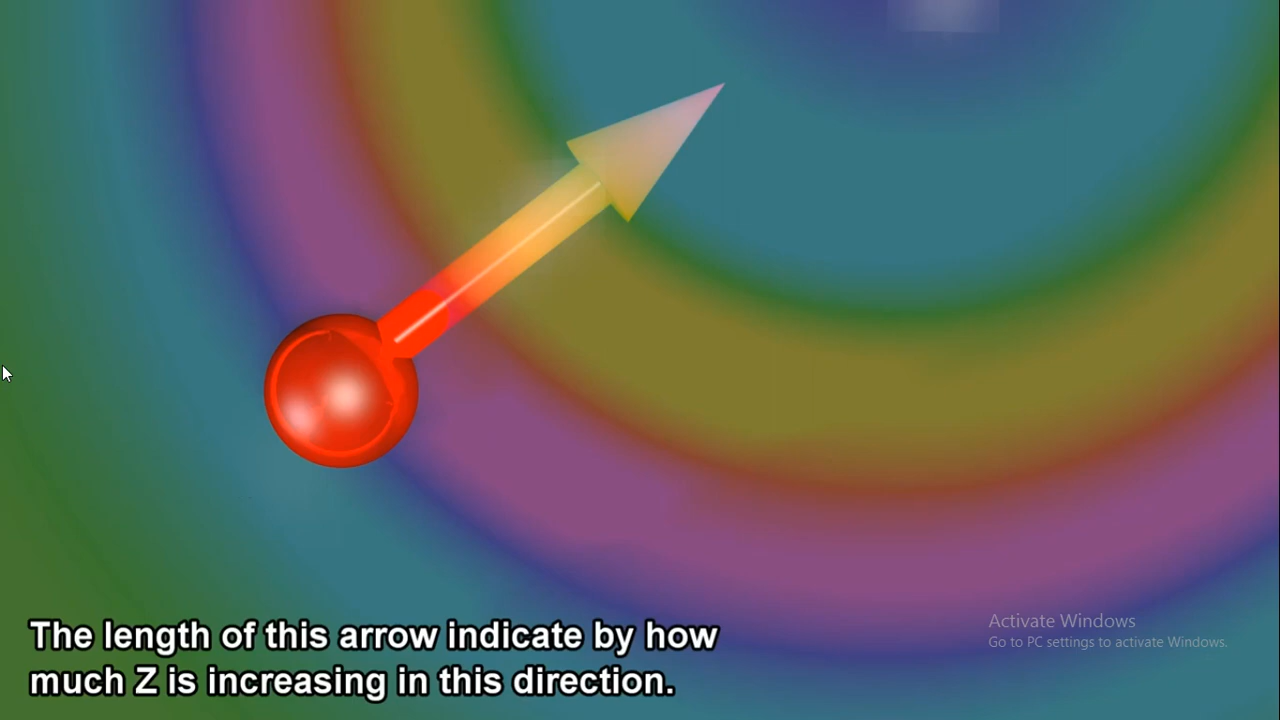 The length of this arrow indicate by how
much Z is increasing in this direction.
Activate Windows
Go to PC settings to activate Windows.